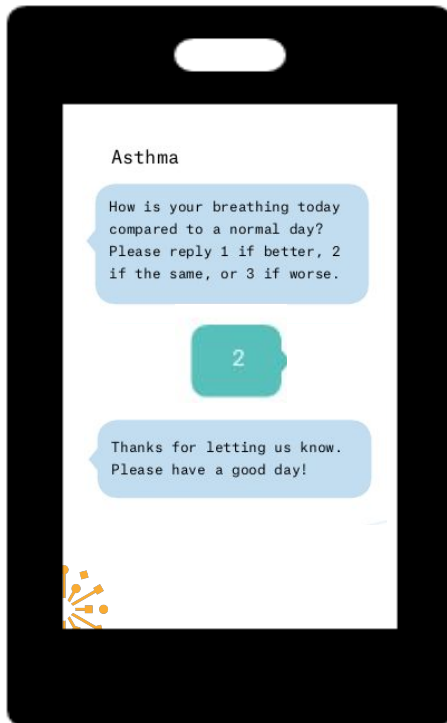 Asthma
How is your breathing today
compared to a normal day?
Please reply 1 if better, 2
if the same, or 3 if worse.
2
Thanks for letting us know.
Please have a good day!